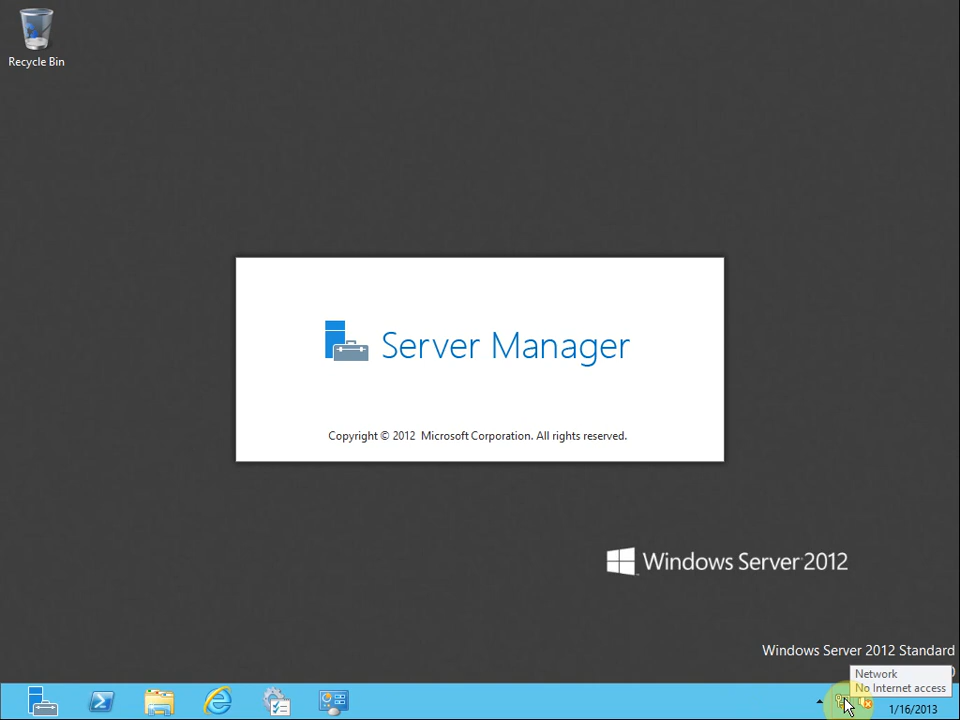 Recycle Bin
Server Manager
Copyright © 2012 Microsoft Corporation. All rights reserved.
Windows Server 2012
Windows Server 2012 Standard
Network
No Internet access
1/16/2013